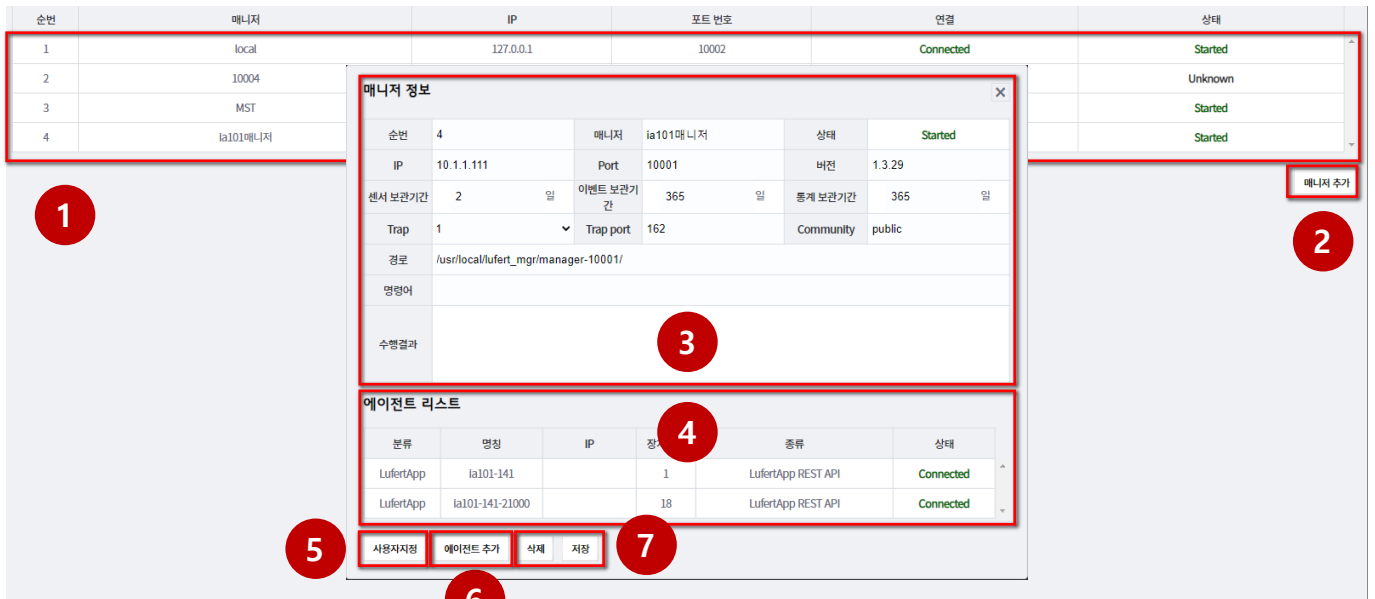 순번 매니저 IP 포트 번호 연결 상태
1 local 127.0.0.1 10002 Connected Started
2 10004 Unknown
3 MST Started
4 ia101매니저 Started
매니저 추가
1
2
매니저 정보
순번 4 매니저 ia101매니저 상태 Started
IP 10.1.1.111 Port 10001 버전 1.3.29
센서 보관기간 2 일 이벤트 보관기
간 365 일 통계 보관기간 365 일
Trap 1 Trap port 162 Community public
경로 /usr/local/lufert_mgr/manager-10001/
명령어
수행결과
3
에이전트 리스트
4
분류 명칭 IP 종류 상태
LufertApp ia101-141 1 LufertApp REST API Connected
LufertApp ia101-141-21000 18 LufertApp REST API Connected
5 사용자지정 에이전트 추가 삭제 저장 7
6